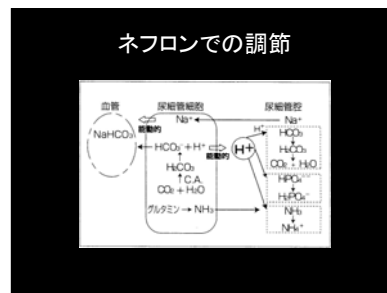 ネフロンでの調節
血管 尿細管細胞 尿細管腔
能動的 Na⁺ Na⁺
NaHCO₃ H⁺ HCO₃⁻
HCO₃⁻+H⁺ 能動的 H⁺ H₂CO₃
H₂CO₃ CO₂+H₂O
C.A. HPO₄⁻⁻
CO₂+H₂O H₂PO₄⁻
グルタミン→NH₃ NH₃
NH₄⁺